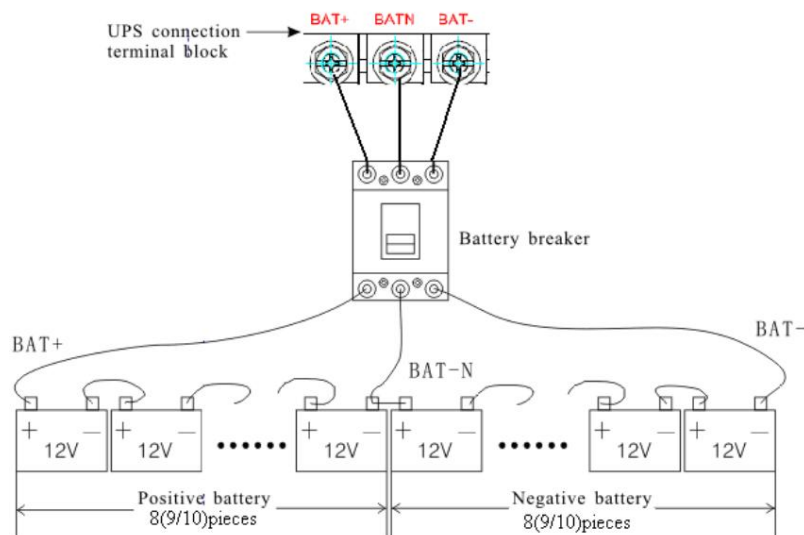 BAT+ BATN BAT-
UPS connection
terminal block
Battery breaker
BAT+
BAT-
BAT-N
+ — + — + — + — + — + —
12V 12V 12V 12V 12V 12V
Positive battery
8(9/10)pieces
Negative battery
8(9/10)pieces